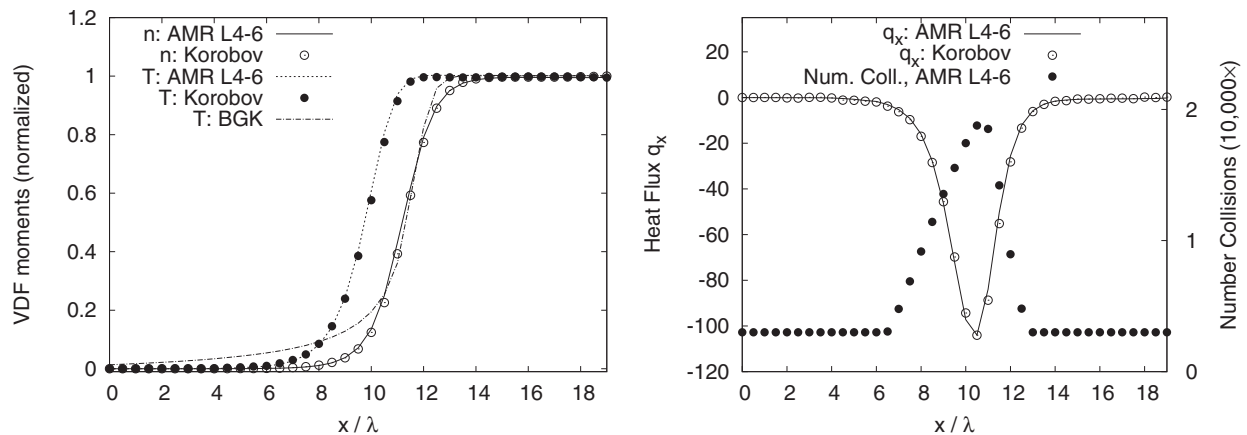 VDF moments (normalized)
1.2
1
0.8
0.6
0.4
0.2
0
n: AMR L4-6
n: Korobov
T: AMR L4-6
T: Korobov
T: BGK
0 2 4 6 8 10 12 14 16 18
x / λ
Heat Flux qx
20
0
-20
-40
-60
-80
-100
-120
qx: AMR L4-6
qx: Korobov
Num. Coll., AMR L4-6
2
1
0
Number Collisions (10,000×)
0 2 4 6 8 10 12 14 16 18
x / λ